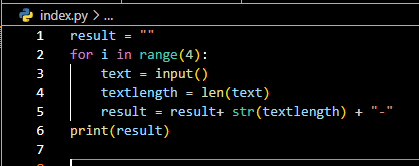 index.py > ...
1 result = ""
2 for i in range(4):
3     text = input()
4     textlength = len(text)
5     result = result+ str(textlength) + "-"
6 print(result)
7